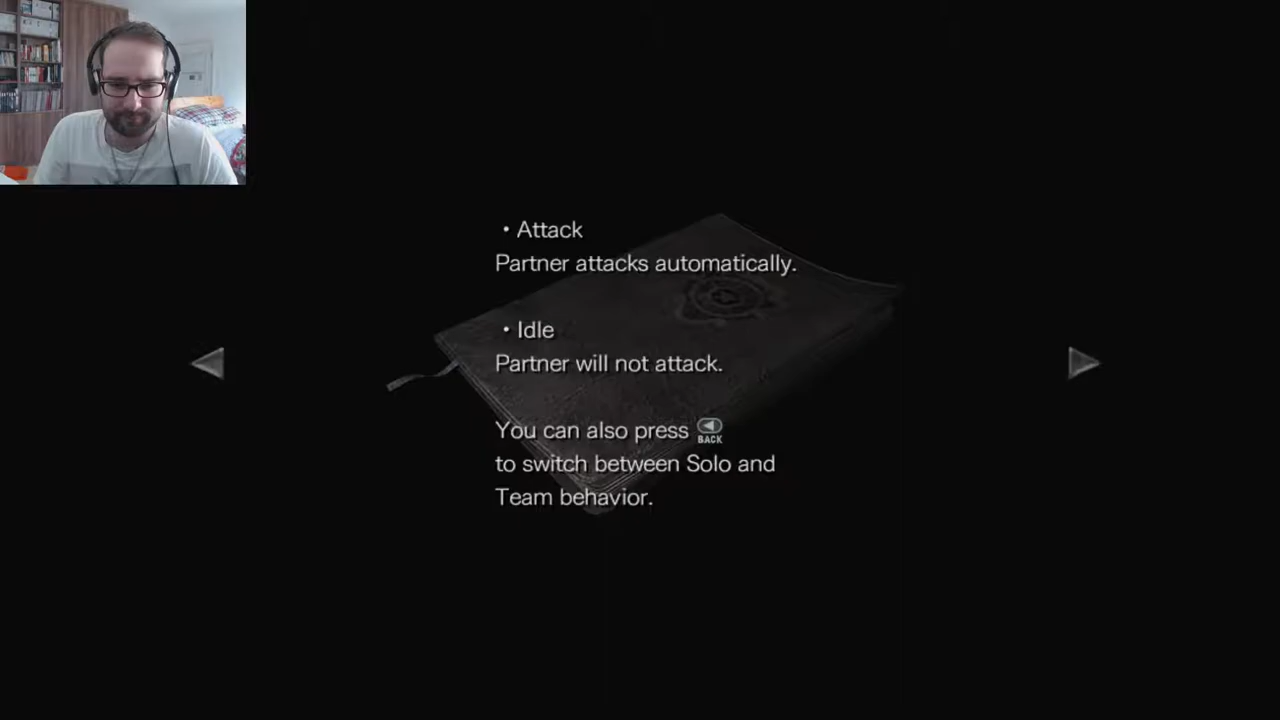 ・Attack
Partner attacks automatically.
・Idle
Partner will not attack.
You can also press BACK
to switch between Solo and
Team behavior.